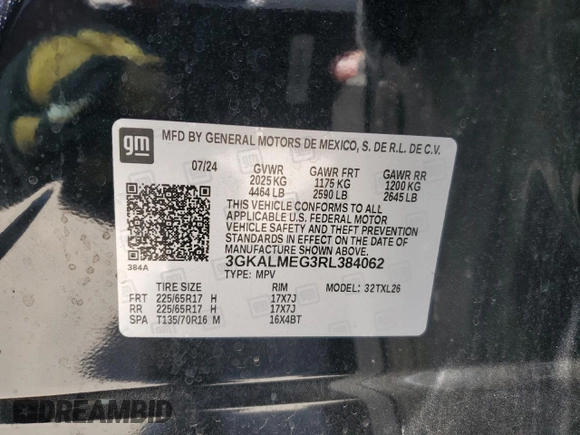 gm
MFD BY GENERAL MOTORS DE MEXICO, S. DE R.L. DE C.V.
07/24 GVWR GAWR FRT GAWR RR
2025 KG 1175 KG 1200 KG
4464 LB 2590 LB 2645 LB
THIS VEHICLE CONFORMS TO ALL
APPLICABLE U.S. FEDERAL MOTOR
VEHICLE SAFETY AND THEFT
PREVENTION STANDARDS IN EFFECT ON THE DATE OF
MANUFACTURE SHOWN ABOVE.
384A 3GKALMEG3RL384062
TYPE: MPV
TIRE SIZE RIM MODEL: 32TXL26
FRT 225/65R17 H 17X7J
RR 225/65R17 H 17X7J
SPA T135/70R16 M 16X4BT
DREAMBID